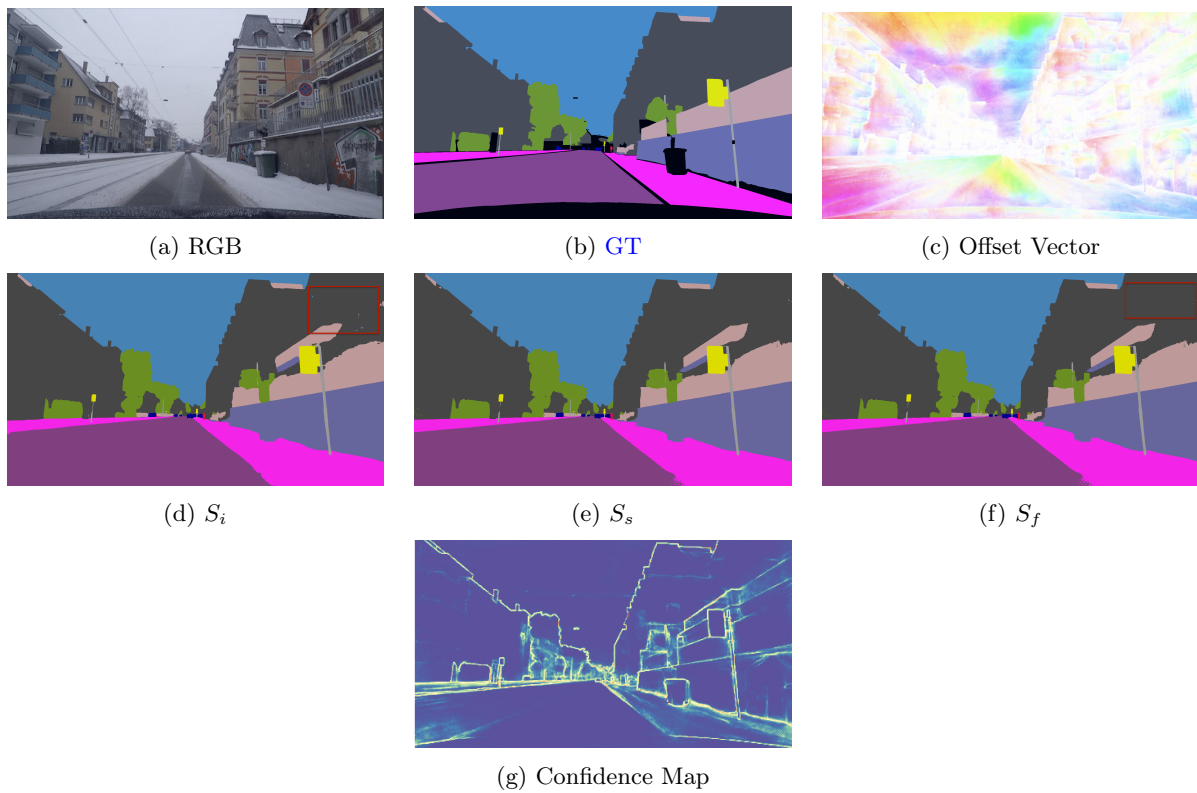 (a) RGB
(b) GT
(c) Offset Vector
(d) S_i
(e) S_s
(f) S_f
(g) Confidence Map